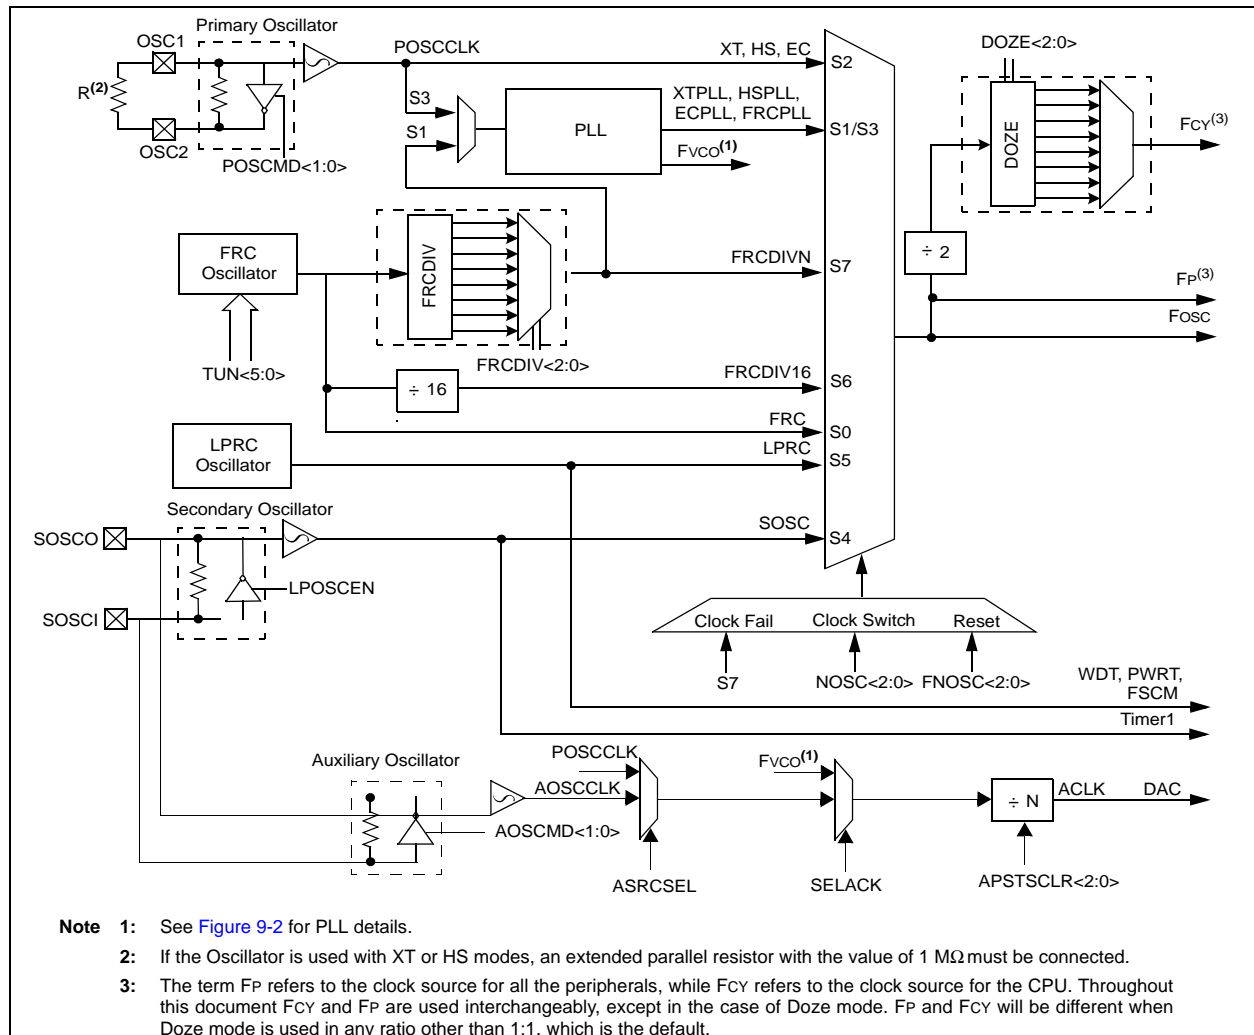 Primary Oscillator
OSC1
R(2)
OSC2
POSCMD<1:0>
POSCCLK
S3
S1
PLL
XT, HS, EC
XTPLL, HSPLL,
ECPLL, FRCPLL
FVCO(1)
S2
S1/S3
DOZE<2:0>
DOZE
FCY(3)
÷ 2
FP(3)
FOSC
FRC
Oscillator
TUN<5:0>
FRCDIV
FRCDIV<2:0>
FRCDIVN
S7
÷ 16
FRCDIV16
S6
FRC
S0
LPRC
Oscillator
LPRC
S5
Secondary Oscillator
SOSCO
SOSCI
LPOSCEN
SOSC
S4
Clock Fail
Clock Switch
Reset
S7
NOSC<2:0>
FNOSC<2:0>
WDT, PWRT,
FSCM
Timer1
Auxiliary Oscillator
AOSCMD<1:0>
POSCCLK
AOSCCLK
ASRCSEL
FVCO(1)
SELACK
÷ N
APSTSCLR<2:0>
ACLK
DAC
Note 1: See Figure 9-2 for PLL details.
2: If the Oscillator is used with XT or HS modes, an extended parallel resistor with the value of 1 MΩ must be connected.
3: The term FP refers to the clock source for all the peripherals, while FCY refers to the clock source for the CPU. Throughout
this document FCY and FP are used interchangeably, except in the case of Doze mode. FP and FCY will be different when
Doze mode is used in any ratio other than 1:1, which is the default.